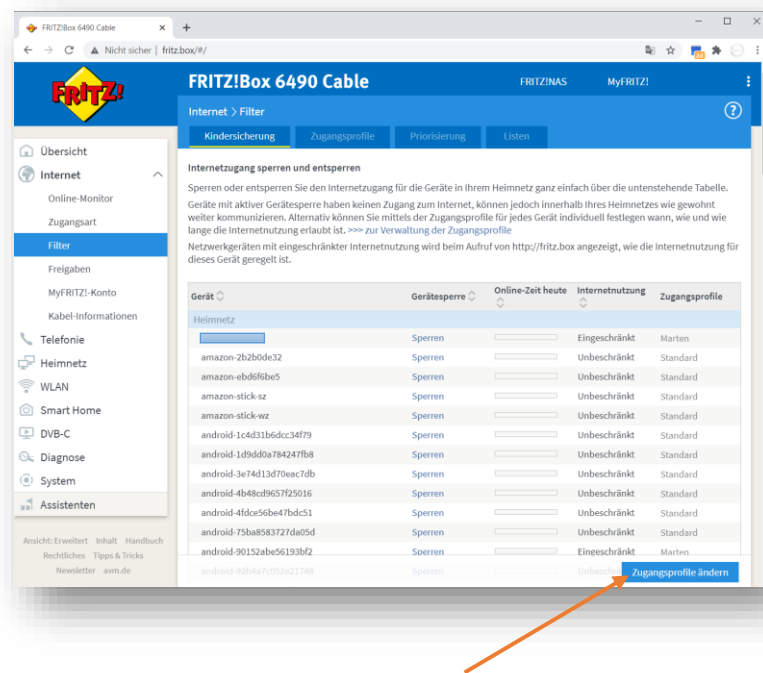 FRITZ!Box 6490 Cable
Nicht sicher | fritz.box/#/
FRITZ!
FRITZ!Box 6490 Cable
FRITZ!NAS
MyFRITZ!
Internet > Filter
Kindersicherung
Zugangsprofile
Priorisierung
Listen
Übersicht
Internet
Online-Monitor
Zugangsart
Filter
Freigaben
MyFRITZ!-Konto
Kabel-Informationen
Telefonie
Heimnetz
WLAN
Smart Home
DVB-C
Diagnose
System
Assistenten
Ansicht: Erweitert Inhalt Handbuch
Rechtliches Tipps & Tricks
Newsletter avm.de
Internetzugang sperren und entsperren
Sperren oder entsperren Sie den Internetzugang für die Geräte in Ihrem Heimnetz ganz einfach über die untenstehende Tabelle.
Geräte mit aktiver Gerätesperre haben keinen Zugang zum Internet, können jedoch innerhalb Ihres Heimnetzes wie gewohnt
weiter kommunizieren. Alternativ können Sie mittels der Zugangsprofile für jedes Gerät individuell festlegen wann, wie und wie
lange die Internetnutzung erlaubt ist. >>> zur Verwaltung der Zugangsprofile
Netzwerkgeräten mit eingeschränkter Internetnutzung wird beim Aufruf von http://fritz.box angezeigt, wie die Internetnutzung für
dieses Gerät geregelt ist.
Gerät Gerätesperre Online-Zeit heute Internetnutzung Zugangsprofile
Heimnetz
Sperren Eingeschränkt Marten
amazon-2b2b0de32 Sperren Unbeschränkt Standard
amazon-ebd6f6be5 Sperren Unbeschränkt Standard
amazon-stick-sz Sperren Unbeschränkt Standard
amazon-stick-wz Sperren Unbeschränkt Standard
android-1c4d31b6dcc34f79 Sperren Unbeschränkt Standard
android-1d9dd0a784247fb8 Sperren Unbeschränkt Standard
android-3e74d13d70eac7db Sperren Unbeschränkt Standard
android-4b48cd9657f25016 Sperren Unbeschränkt Standard
android-4fdce56be47bdc51 Sperren Unbeschränkt Standard
android-75ba8583727da05d Sperren Unbeschränkt Standard
android-90152abe56193bf2 Sperren Eingeschränkt Marten
android-92b4a7c052a21748 Sperren
Zugangsprofile ändern